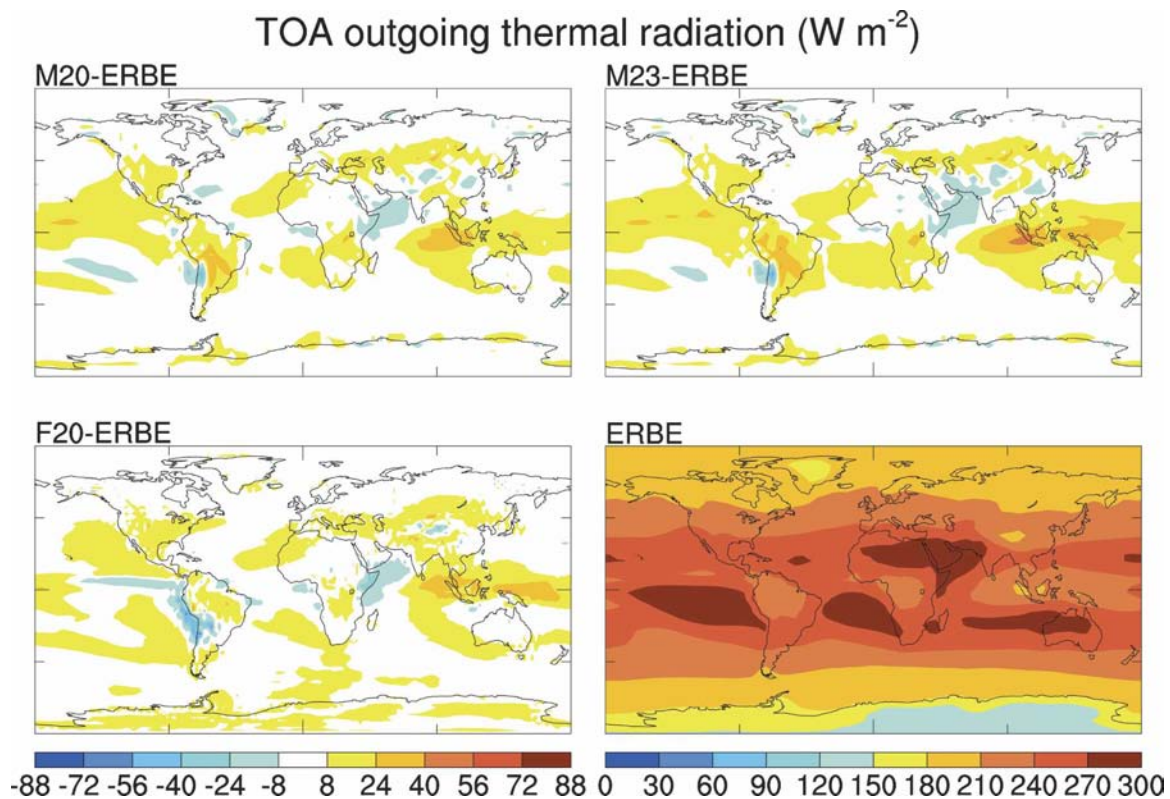 TOA outgoing thermal radiation (W m⁻²)
M20-ERBE
M23-ERBE
F20-ERBE
ERBE
-88 -72 -56 -40 -24 -8 8 24 40 56 72 88
0 30 60 90 120 150 180 210 240 270 300